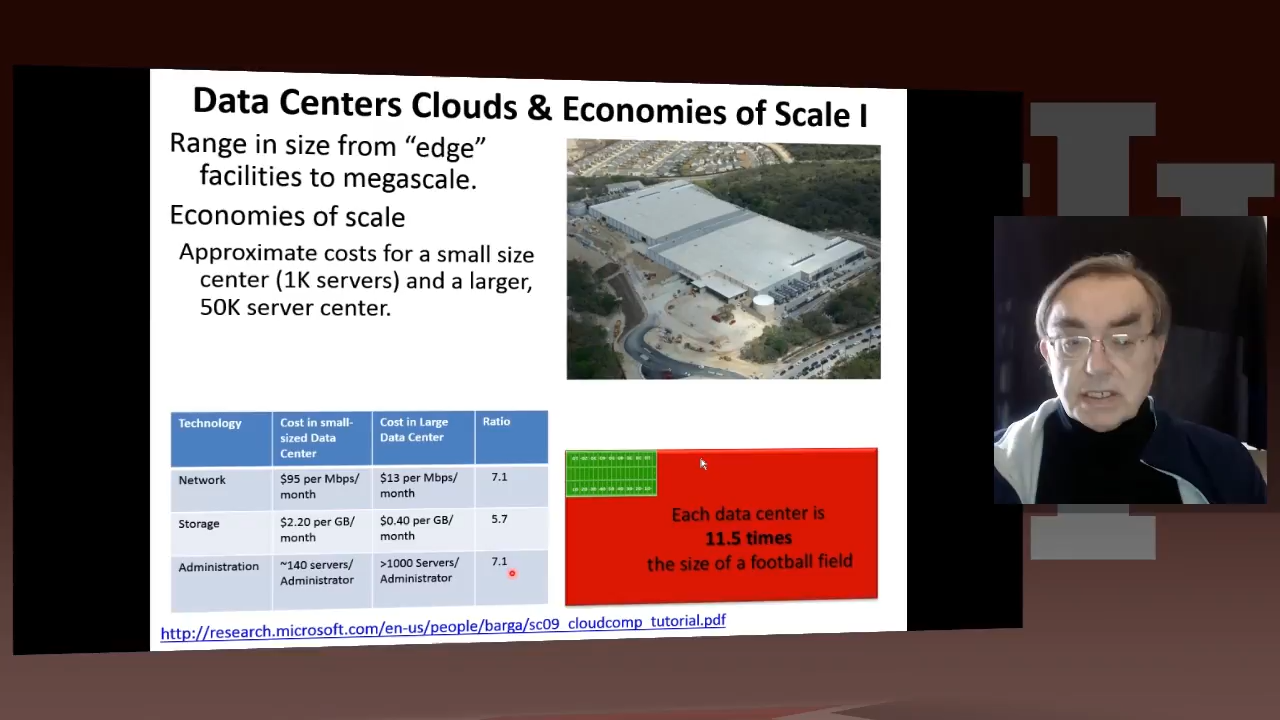 Data Centers Clouds & Economies of Scale I
Range in size from “edge”
facilities to megascale.
Economies of scale
Approximate costs for a small size
center (1K servers) and a larger,
50K server center.
Technology
Cost in small-
sized Data
Center
Cost in Large
Data Center
Ratio
Network
$95 per Mbps/
month
$13 per Mbps/
month
7.1
Storage
$2.20 per GB/
month
$0.40 per GB/
month
5.7
Administration
~140 servers/
Administrator
>1000 Servers/
Administrator
7.1
Each data center is
11.5 times
the size of a football field
http://research.microsoft.com/en-us/people/barga/sc09_cloudcomp_tutorial.pdf